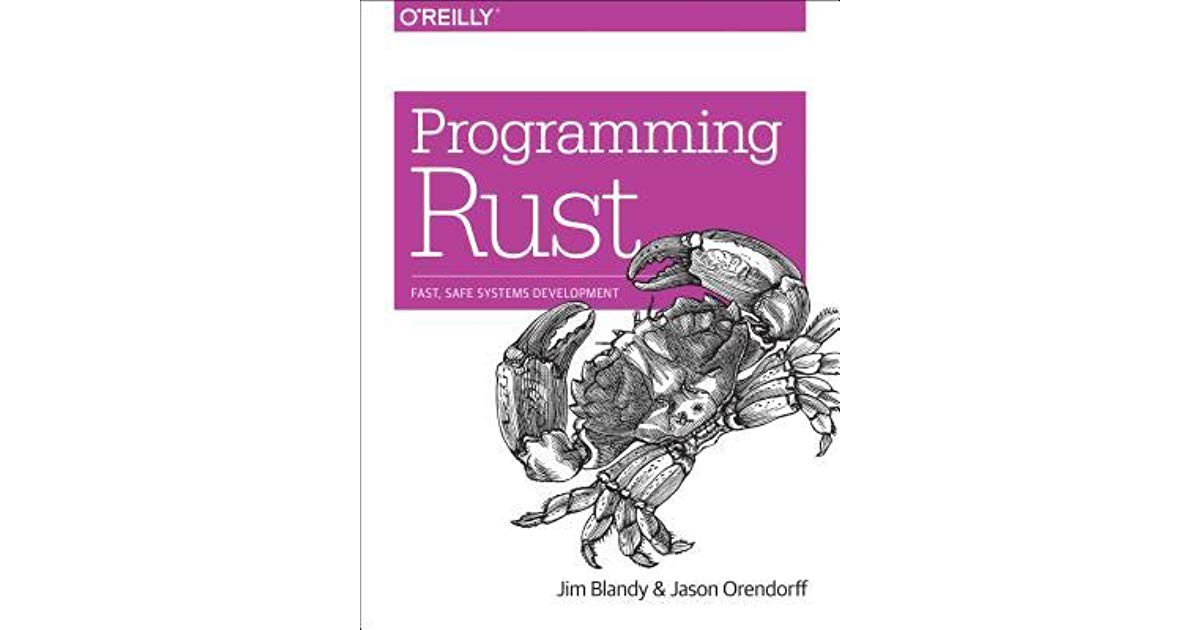 O'REILLY®
Programming
Rust
FAST, SAFE SYSTEMS DEVELOPMENT
Jim Blandy & Jason Orendorff